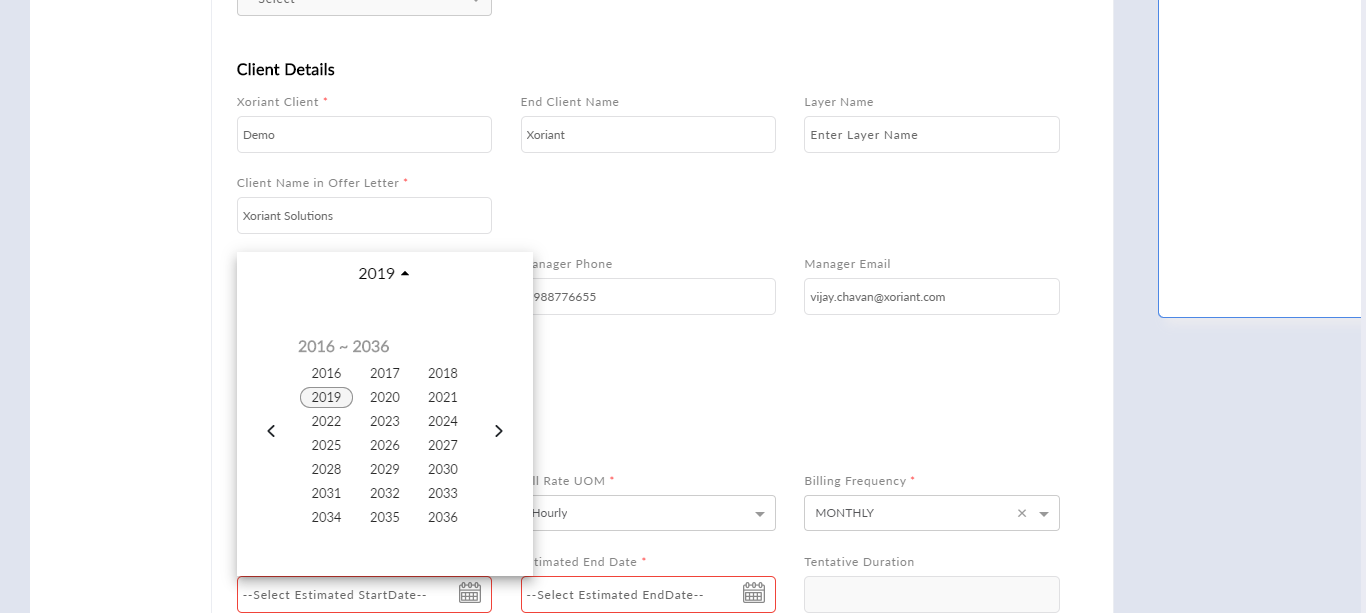 Select
Client Details
Xoriant Client * End Client Name Layer Name
Demo Xoriant Enter Layer Name
Client Name in Offer Letter *
Xoriant Solutions
2019
anager Phone Manager Email
988776655 vijay.chavan@xoriant.com
2016 ~ 2036
2016 2017 2018
2019 2020 2021
2022 2023 2024
2025 2026 2027
2028 2029 2030
2031 2032 2033
2034 2035 2036
ll Rate UOM * Billing Frequency *
Hourly MONTHLY
timated End Date * Tentative Duration
--Select Estimated StartDate-- --Select Estimated EndDate--